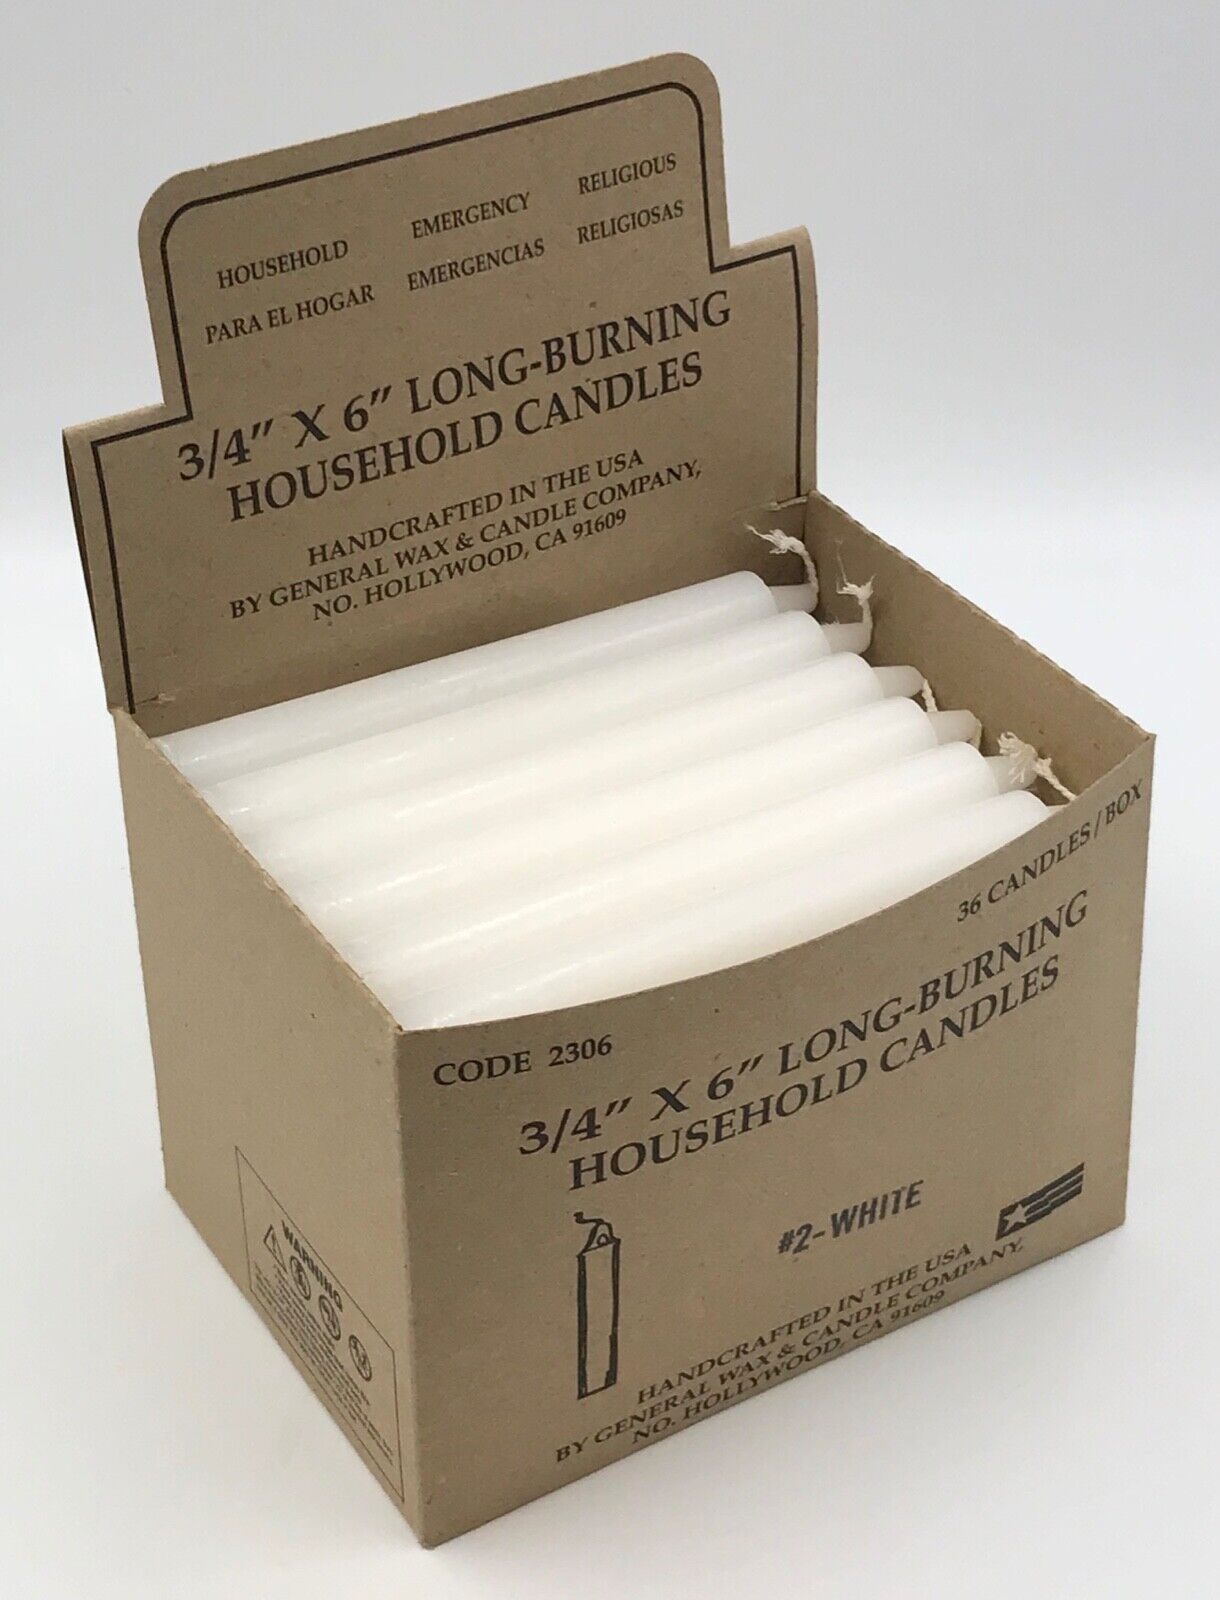 HOUSEHOLD EMERGENCY RELIGIOUS
PARA EL HOGAR EMERGENCIAS RELIGIOSAS
3/4" X 6" LONG-BURNING
HOUSEHOLD CANDLES
HANDCRAFTED IN THE USA
BY GENERAL WAX & CANDLE COMPANY,
NO. HOLLYWOOD, CA 91609
36 CANDLES / BOX
CODE 2306
3/4" X 6" LONG-BURNING
HOUSEHOLD CANDLES
#2-WHITE
HANDCRAFTED IN THE USA
BY GENERAL WAX & CANDLE COMPANY,
NO. HOLLYWOOD, CA 91609
WARNING